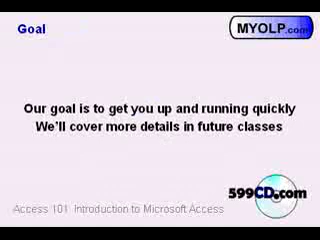 Goal
MYOLP.com
Our goal is to get you up and running quickly
We'll cover more details in future classes
599CD.com
Access 101 Introduction to Microsoft Access